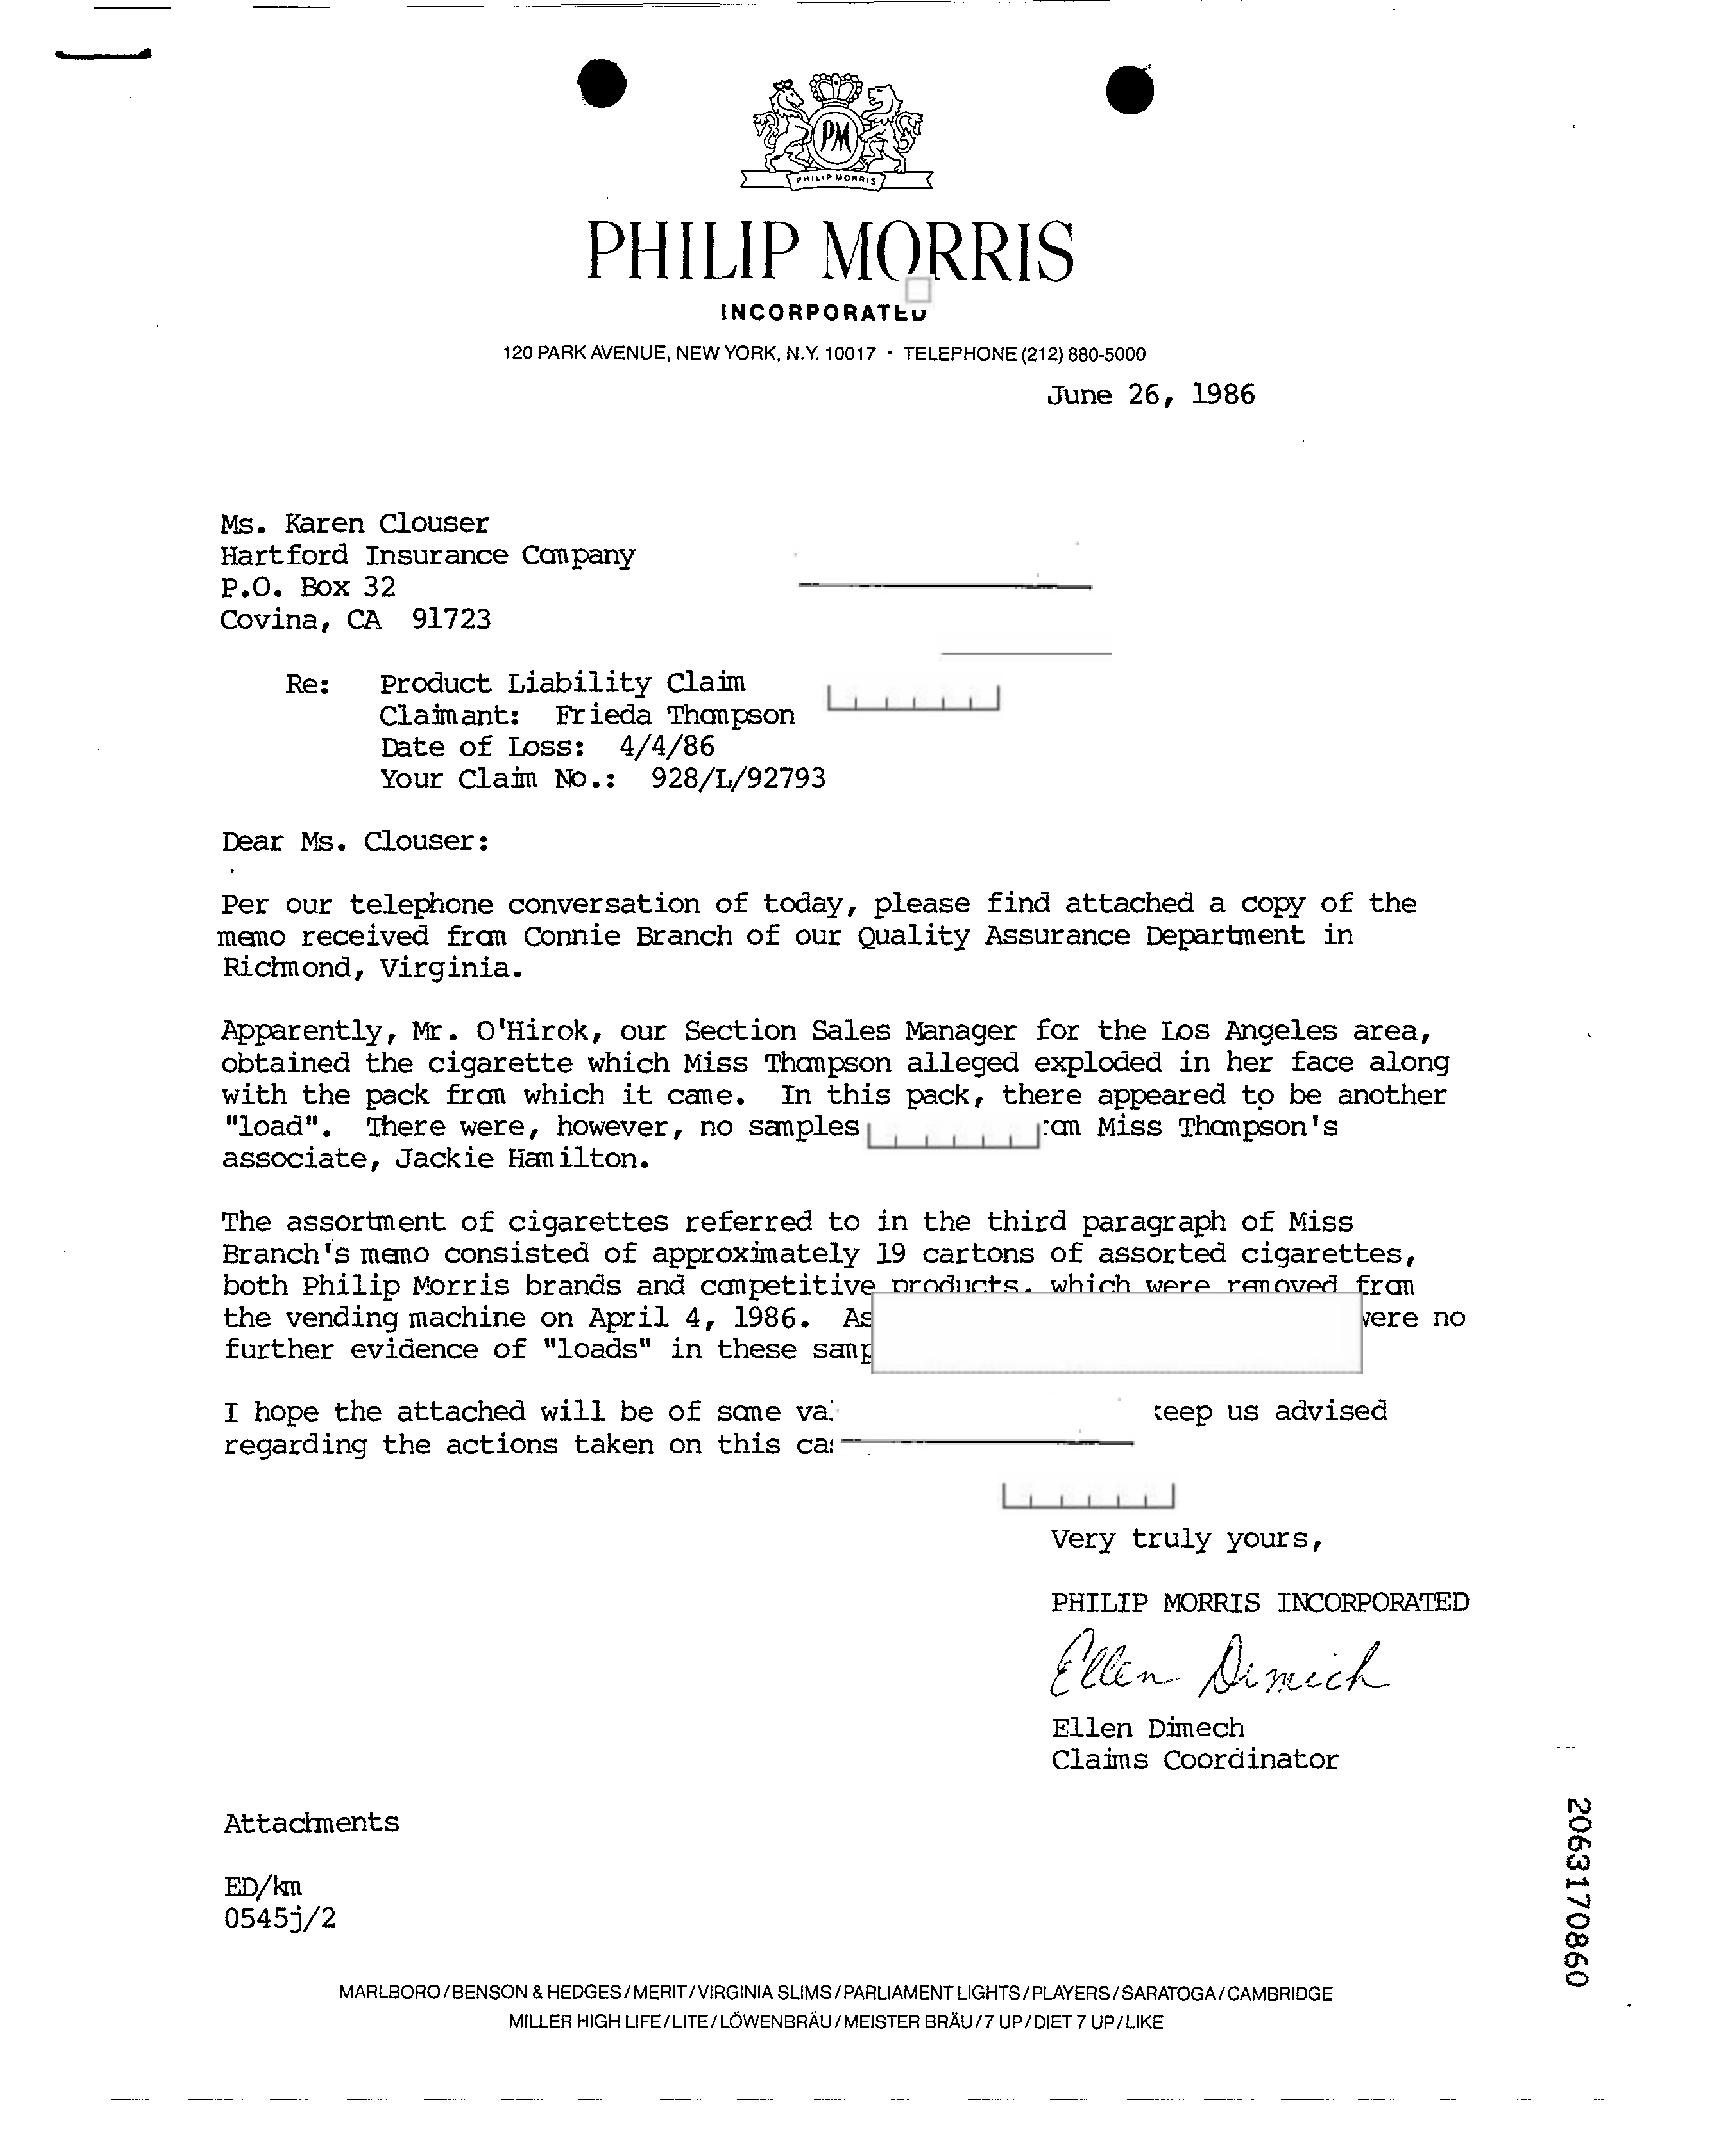 PM
PHILIP MORRIS
PHILIP MORRIS
INCORPORATED
120 PARK AVENUE, NEW YORK, N.Y. 10017 · TELEPHONE (212) 880-5000
June 26, 1986
Ms. Karen Clouser
Hartford Insurance Company
P.O. Box 32
Covina, CA 91723
Re: Product Liability Claim
Claimant: Frieda Thompson
Date of Loss: 4/4/86
Your Claim No.: 928/L/92793
Dear Ms. Clouser:
Per our telephone conversation of today, please find attached a copy of the
memo received from Connie Branch of our Quality Assurance Department in
Richmond, Virginia.
Apparently, Mr. O'Hirok, our Section Sales Manager for the Los Angeles area,
obtained the cigarette which Miss Thompson alleged exploded in her face along
with the pack from which it came. In this pack, there appeared to be another
"load". There were, however, no samples Miss Thompson's
associate, Jackie Hamilton.
The assortment of cigarettes referred to in the third paragraph of Miss
Branch's memo consisted of approximately 19 cartons of assorted cigarettes,
both Philip Morris brands and competitive products, which were removed from
the vending machine on April 4, 1986. As were no
further evidence of "loads" in these
I hope the attached will be of some keep us advised
regarding the actions taken on this
Very truly yours,
PHILIP MORRIS INCORPORATED
Ellen Dimech
Ellen Dimech
Claims Coordinator
Attachments
ED/km
0545j/2
2063170860
MARLBORO/BENSON & HEDGES/MERIT/VIRGINIA SLIMS/PARLIAMENT LIGHTS/PLAYERS/SARATOGA/CAMBRIDGE
MILLER HIGH LIFE/LITE/LÖWENBRÄU/MEISTER BRÄU/7 UP/DIET 7 UP/LIKE